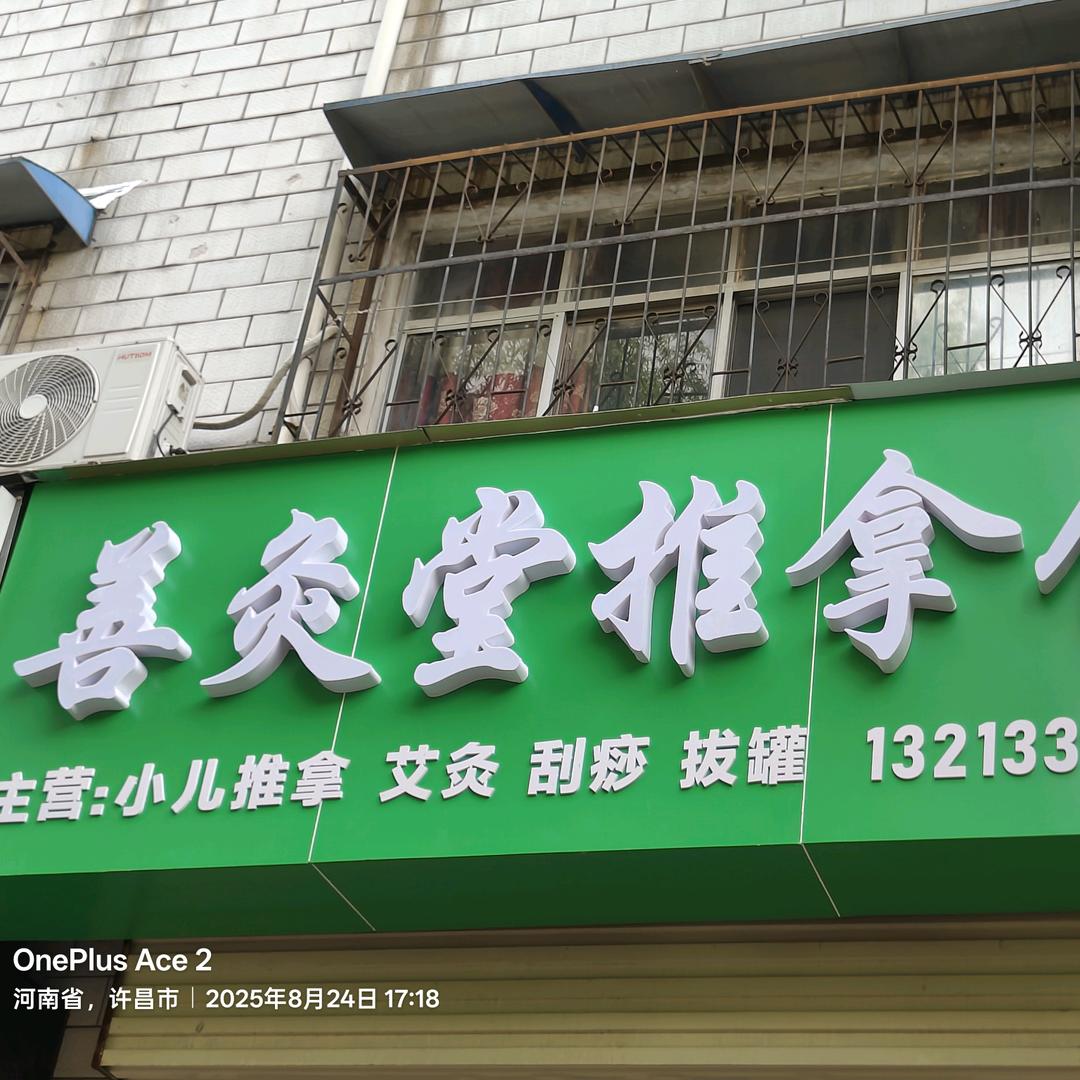 善灸堂推拿
主营:小儿推拿 艾灸 刮痧 拔罐 132133
OnePlus Ace 2
河南省，许昌市｜2025年8月24日 17:18